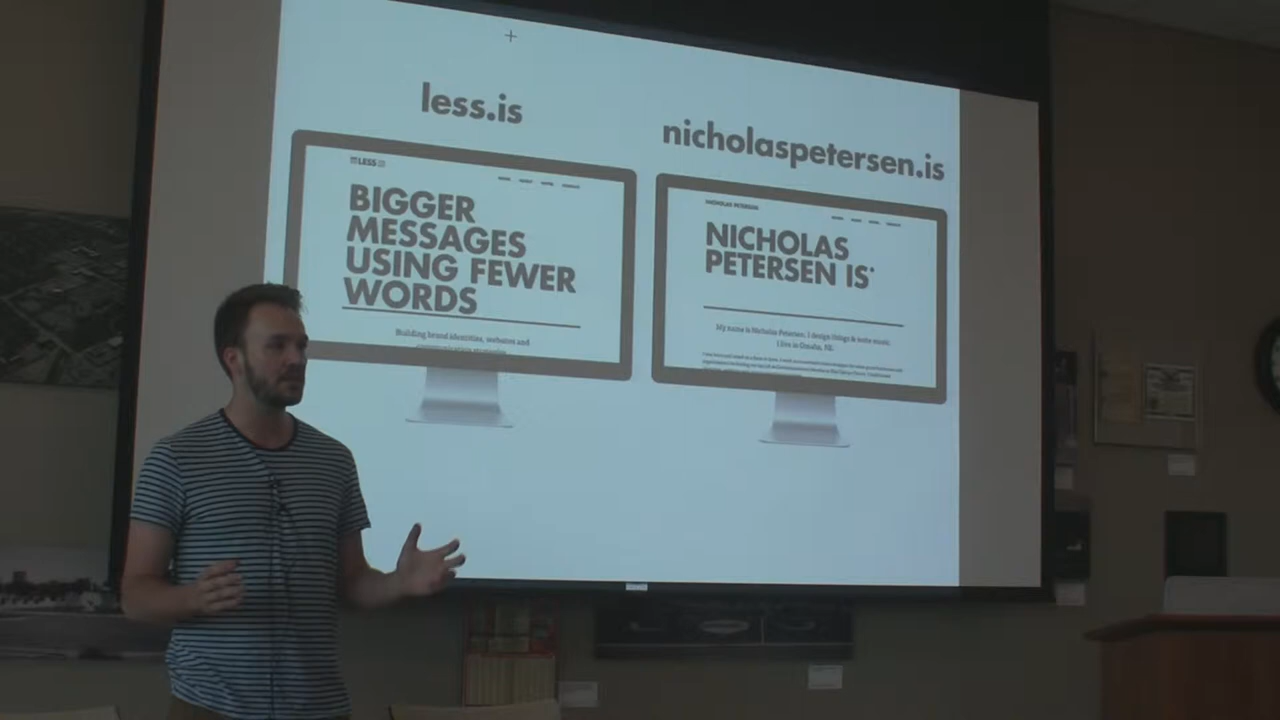 less.is
LESS
BIGGER
MESSAGES
USING FEWER
WORDS
Building brand identities, websites and
nicholaspetersen.is
NICHOLAS PETERSEN
NICHOLAS
PETERSEN IS*
My name is Nicholas Petersen. I design things & write music.
I live in Omaha, NE.